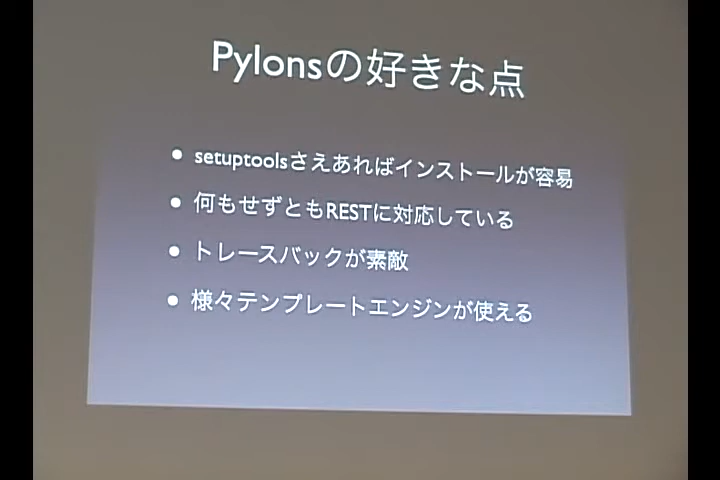 Pylonsの好きな点
• setuptoolsさえあればインストールが容易
• 何もせずともRESTに対応している
• トレースバックが素敵
• 様々テンプレートエンジンが使える